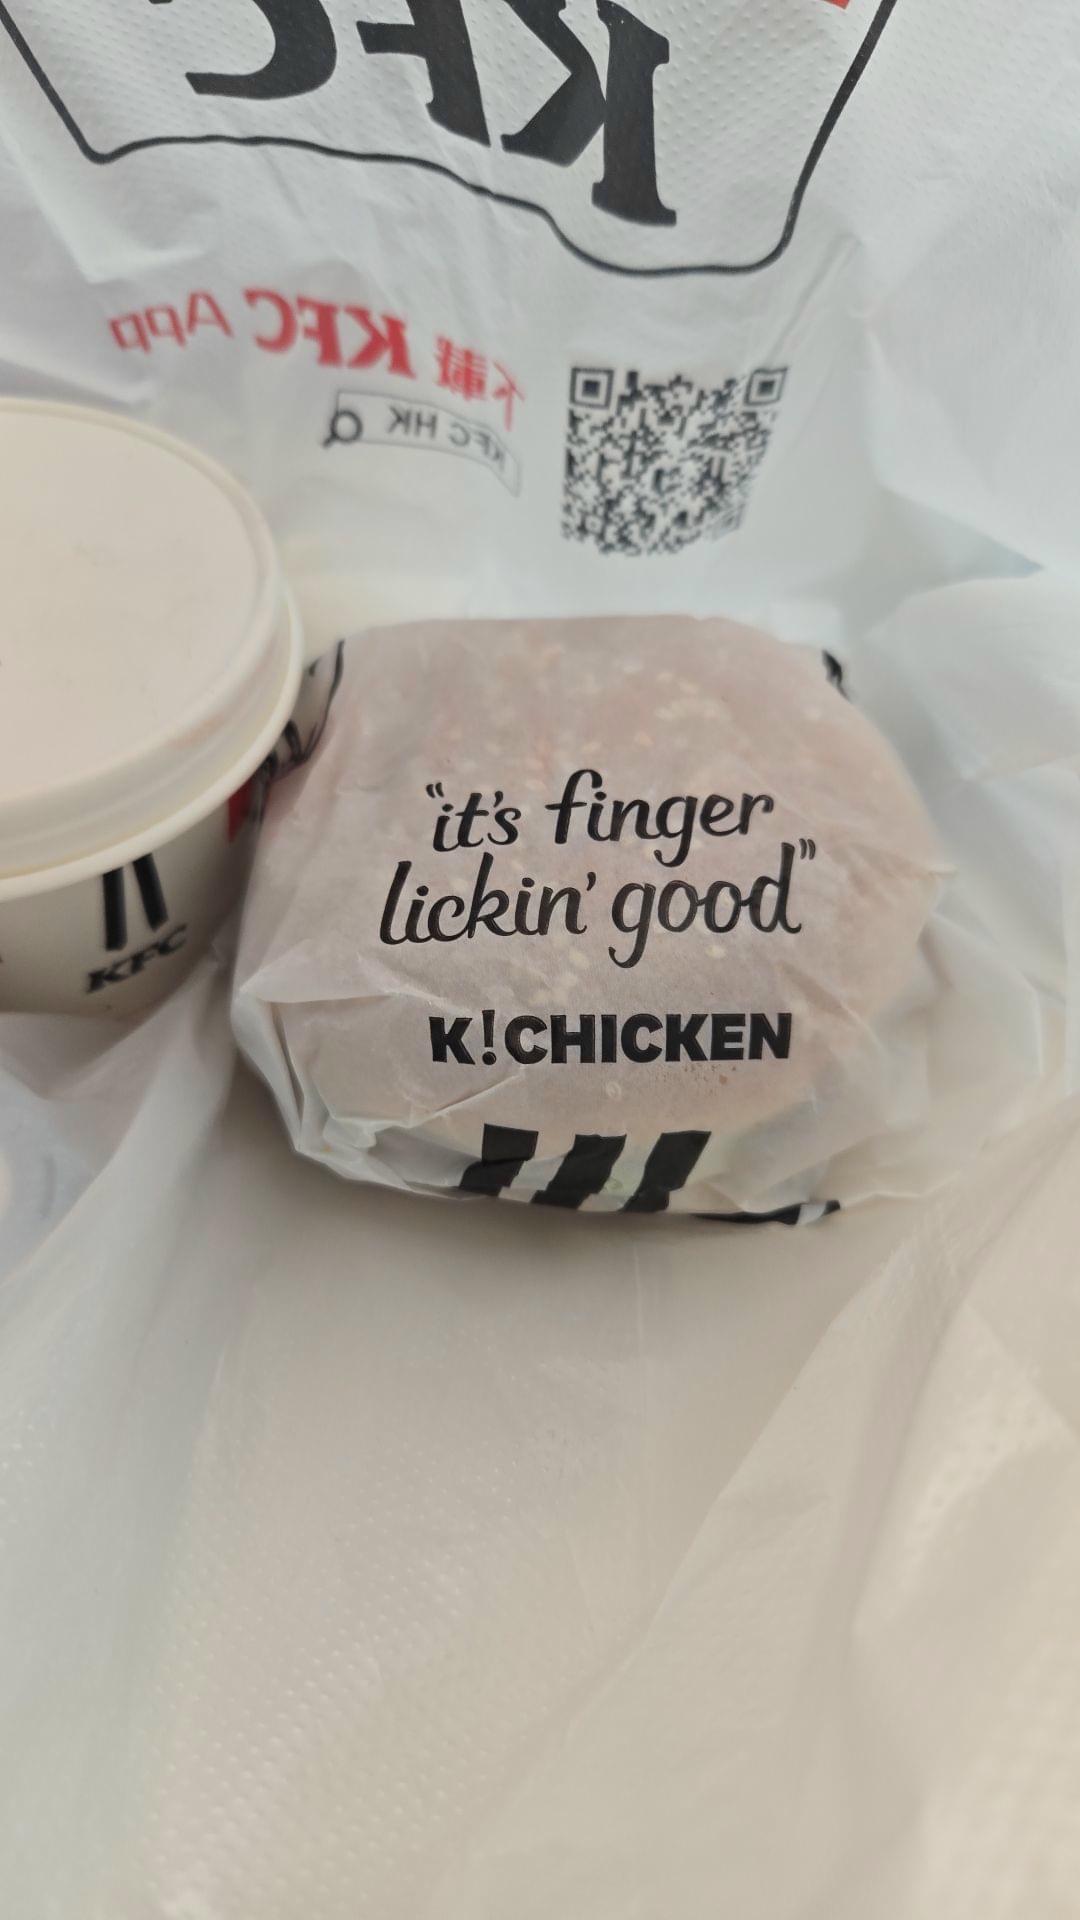 KFC
下載 KFC App
KFC HK
KFC
"it's finger
lickin' good"
K!CHICKEN